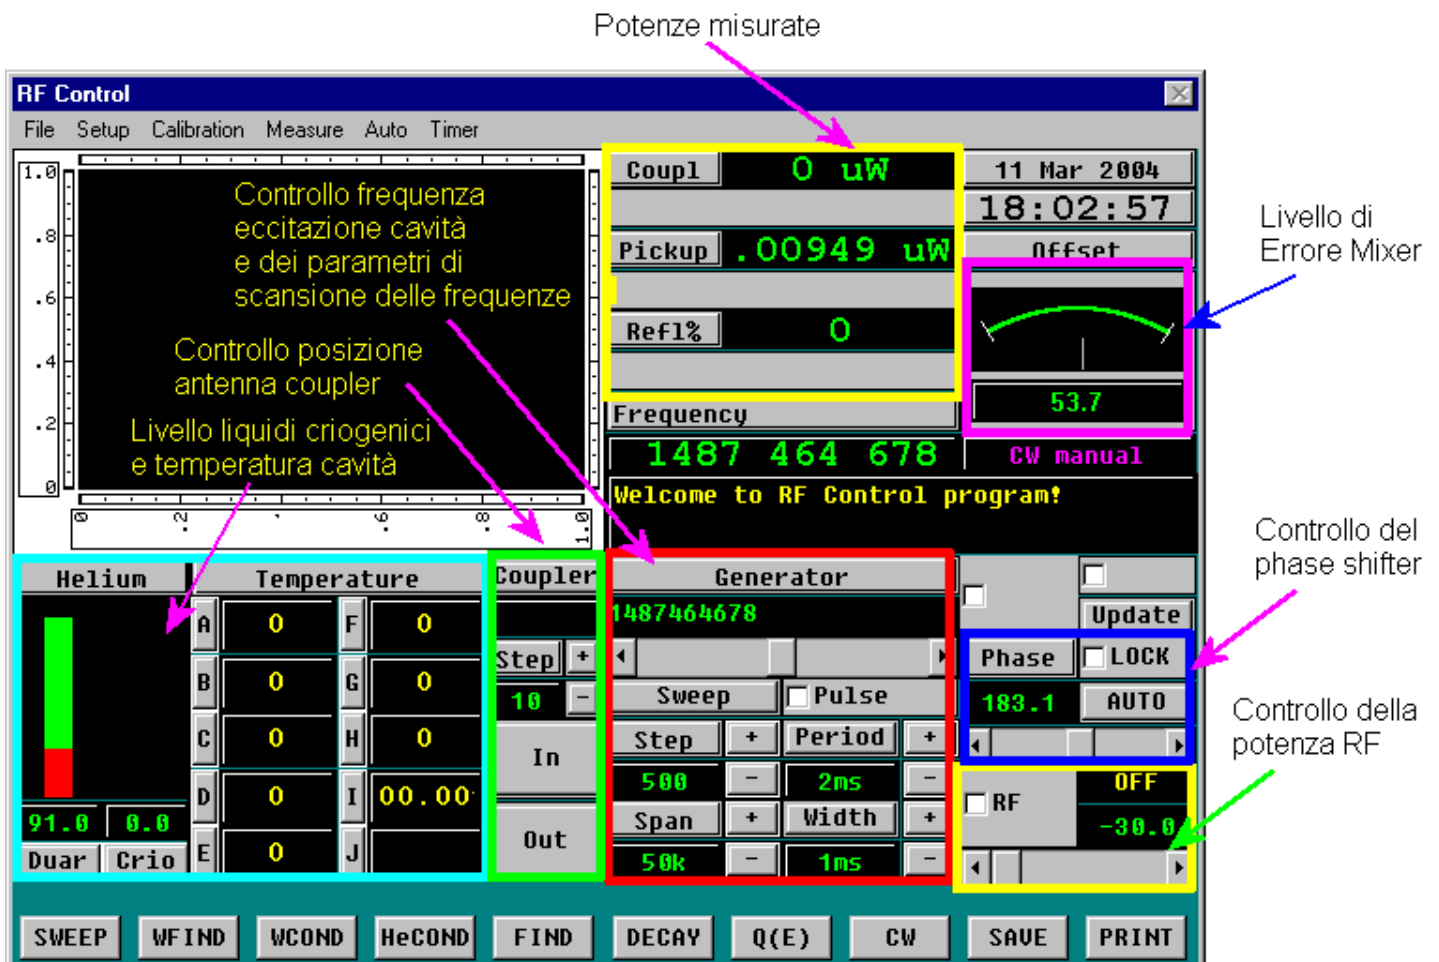 Potenze misurate
RF Control
File Setup Calibration Measure Auto Timer
1.0
.8
.6
.4
.2
0
0 .2 .6 .8 1.0
Controllo frequenza
eccitazione cavità
e dei parametri di
scansione delle frequenze
Controllo posizione
antenna coupler
Livello liquidi criogenici
e temperatura cavità
Coupl 0 uW
Pickup .00949 uW
Refl% 0
Frequency
1487 464 678
11 Mar 2004
18:02:57
Offset
53.7
CW manual
Welcome to RF Control program!
Livello di
Errore Mixer
Controllo del
phase shifter
Controllo della
potenza RF
Helium
91.0 0.0
Duar Crio
Temperature
A 0 F 0
B 0 G 0
C 0 H 0
D 0 I 00.00
E 0 J
Coupler
Step +
10 -
In
Out
Generator
1487464678
Sweep Pulse
Step + Period +
500 - 2ms -
Span + Width +
50k - 1ms -
Update
Phase LOCK
183.1 AUTO
RF OFF
-30.0
SWEEP WFIND WCOND HeCOND FIND DECAY Q(E) CW SAVE PRINT